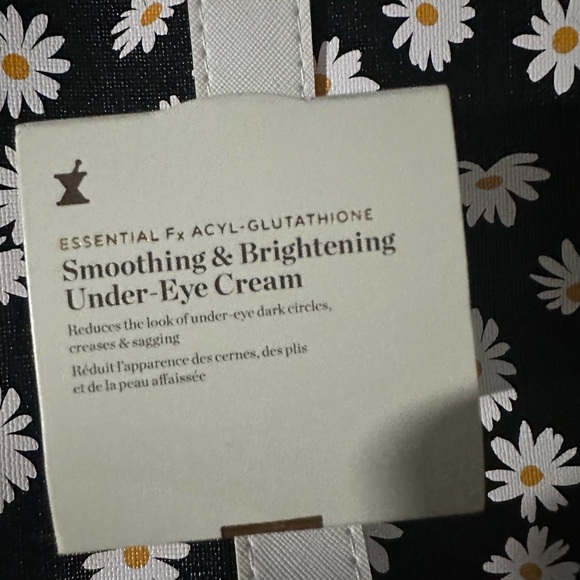 ESSENTIAL Fx ACYL-GLUTATHIONE
Smoothing & Brightening
Under-Eye Cream
Reduces the look of under-eye dark circles,
creases & sagging
Réduit l'apparence des cernes, des plis
et de la peau affaissée